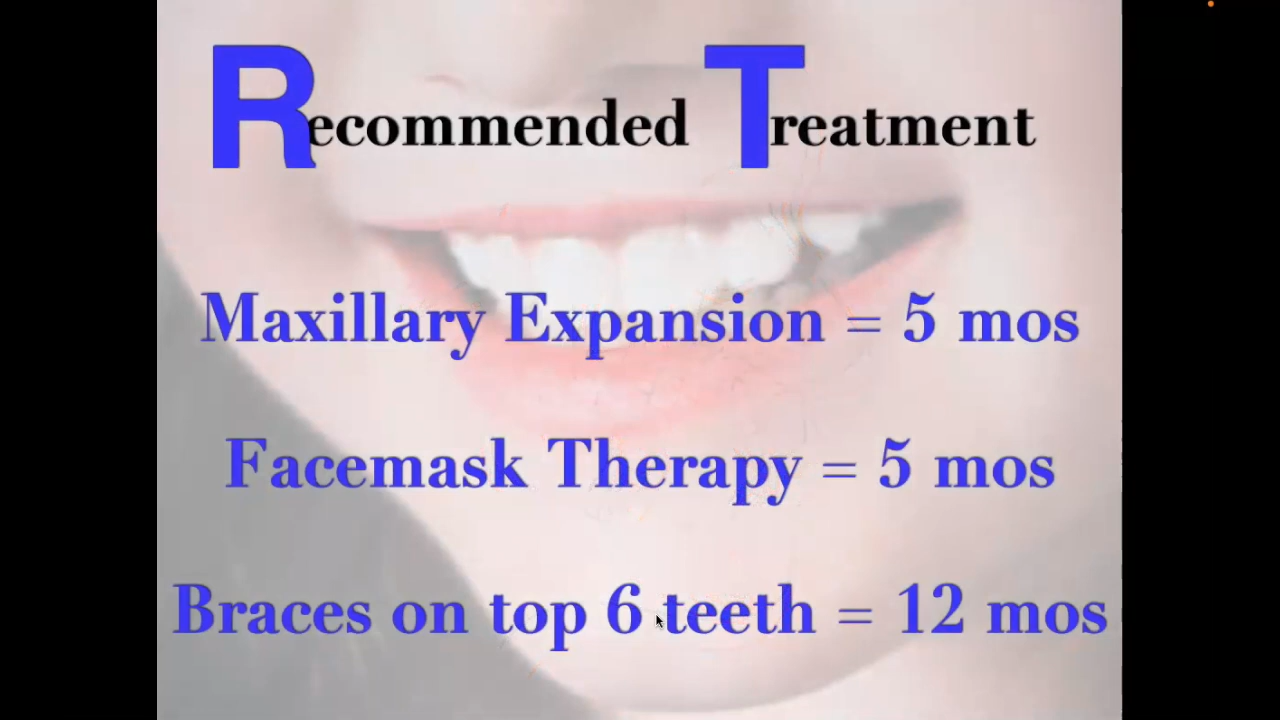 Recommended Treatment
Maxillary Expansion = 5 mos
Facemask Therapy = 5 mos
Braces on top 6 teeth = 12 mos